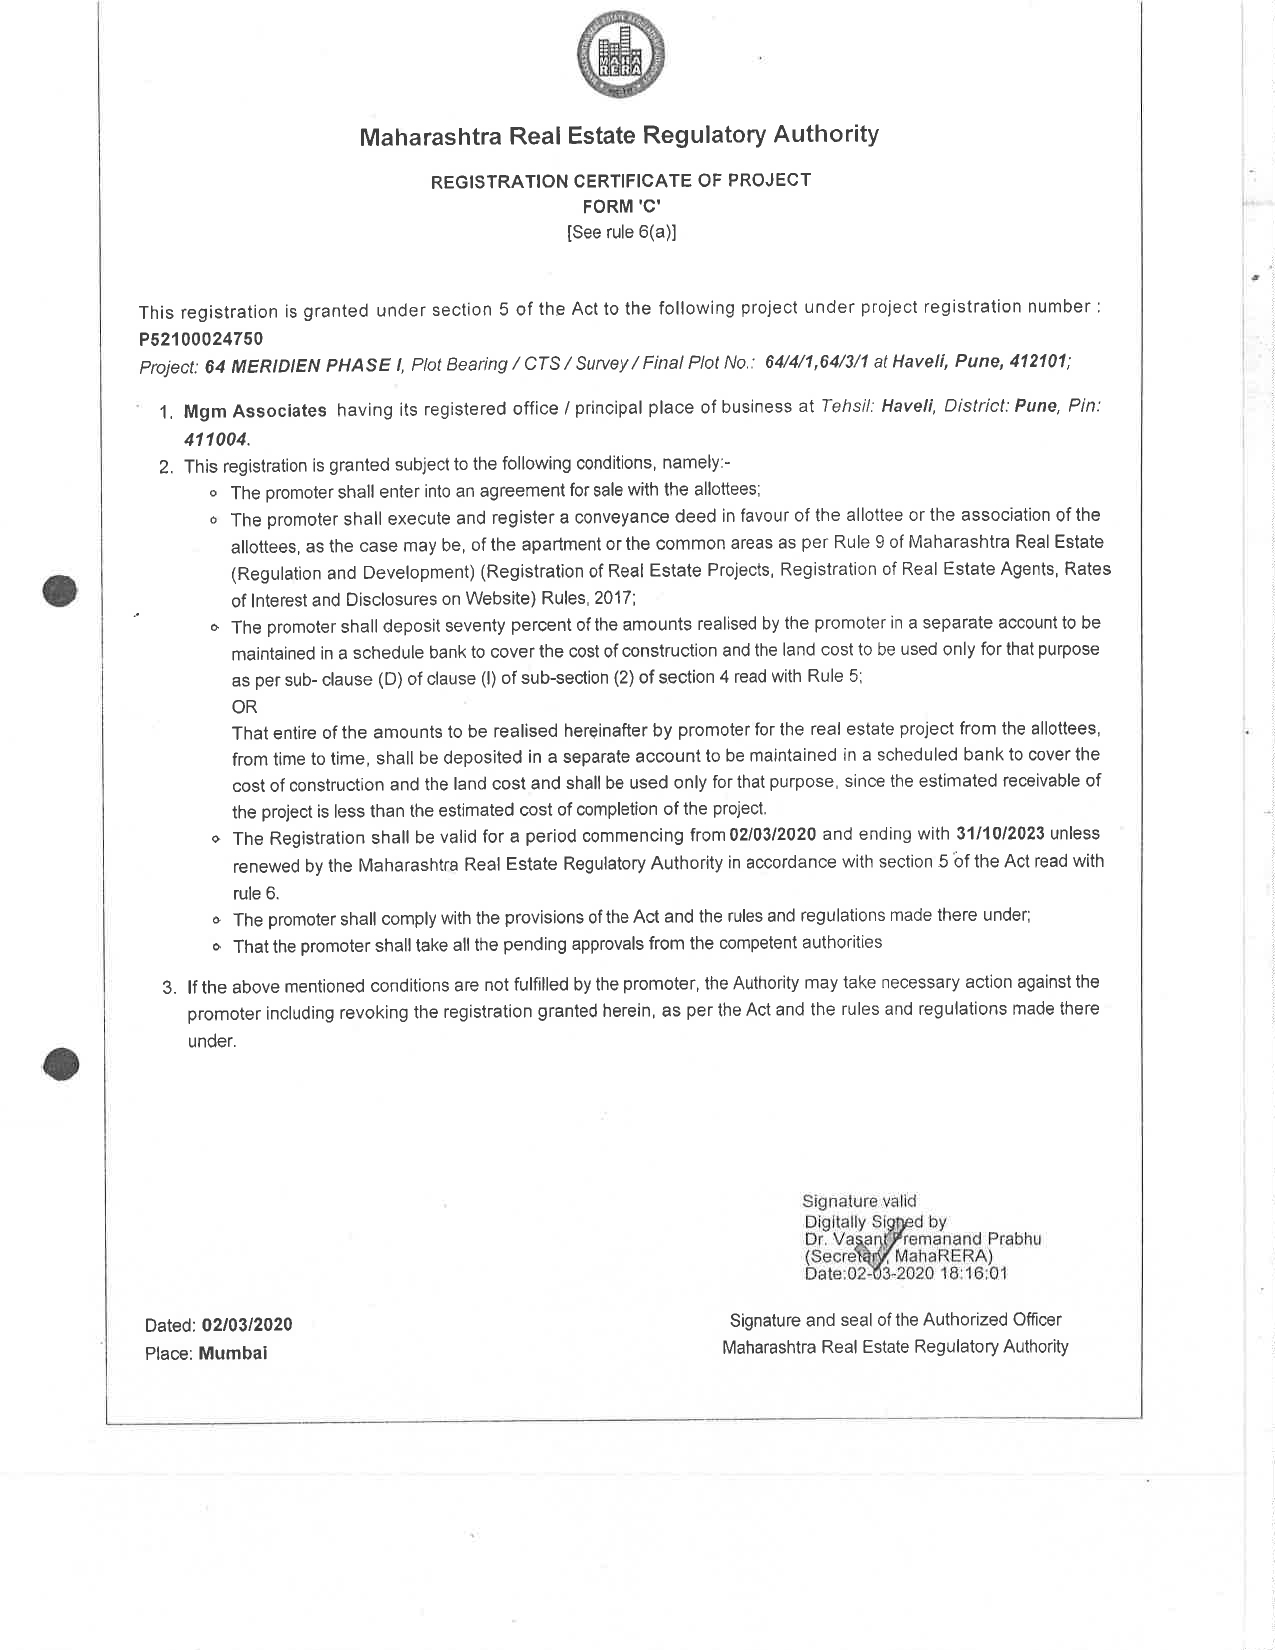 MAHA
RERA
Maharashtra Real Estate Regulatory Authority
REGISTRATION CERTIFICATE OF PROJECT
FORM 'C'
[See rule 6(a)]
This registration is granted under section 5 of the Act to the following project under project registration number :
P52100024750
Project: 64 MERIDIEN PHASE I, Plot Bearing / CTS / Survey / Final Plot No.: 64/4/1,64/3/1 at Haveli, Pune, 412101;
1. Mgm Associates having its registered office / principal place of business at Tehsil: Haveli, District: Pune, Pin:
411004.
2. This registration is granted subject to the following conditions, namely:-
The promoter shall enter into an agreement for sale with the allottees;
The promoter shall execute and register a conveyance deed in favour of the allottee or the association of the
allottees, as the case may be, of the apartment or the common areas as per Rule 9 of Maharashtra Real Estate
(Regulation and Development) (Registration of Real Estate Projects, Registration of Real Estate Agents, Rates
of Interest and Disclosures on Website) Rules, 2017;
The promoter shall deposit seventy percent of the amounts realised by the promoter in a separate account to be
maintained in a schedule bank to cover the cost of construction and the land cost to be used only for that purpose
as per sub- clause (D) of clause (l) of sub-section (2) of section 4 read with Rule 5;
OR
That entire of the amounts to be realised hereinafter by promoter for the real estate project from the allottees,
from time to time, shall be deposited in a separate account to be maintained in a scheduled bank to cover the
cost of construction and the land cost and shall be used only for that purpose, since the estimated receivable of
the project is less than the estimated cost of completion of the project.
The Registration shall be valid for a period commencing from 02/03/2020 and ending with 31/10/2023 unless
renewed by the Maharashtra Real Estate Regulatory Authority in accordance with section 5 of the Act read with
rule 6.
The promoter shall comply with the provisions of the Act and the rules and regulations made there under;
That the promoter shall take all the pending approvals from the competent authorities
3. If the above mentioned conditions are not fulfilled by the promoter, the Authority may take necessary action against the
promoter including revoking the registration granted herein, as per the Act and the rules and regulations made there
under.
Signature valid
Digitally Signed by
Dr. Vasant Premanand Prabhu
(Secretary, MahaRERA)
Date:02-03-2020 18:16:01
Dated: 02/03/2020
Place: Mumbai
Signature and seal of the Authorized Officer
Maharashtra Real Estate Regulatory Authority